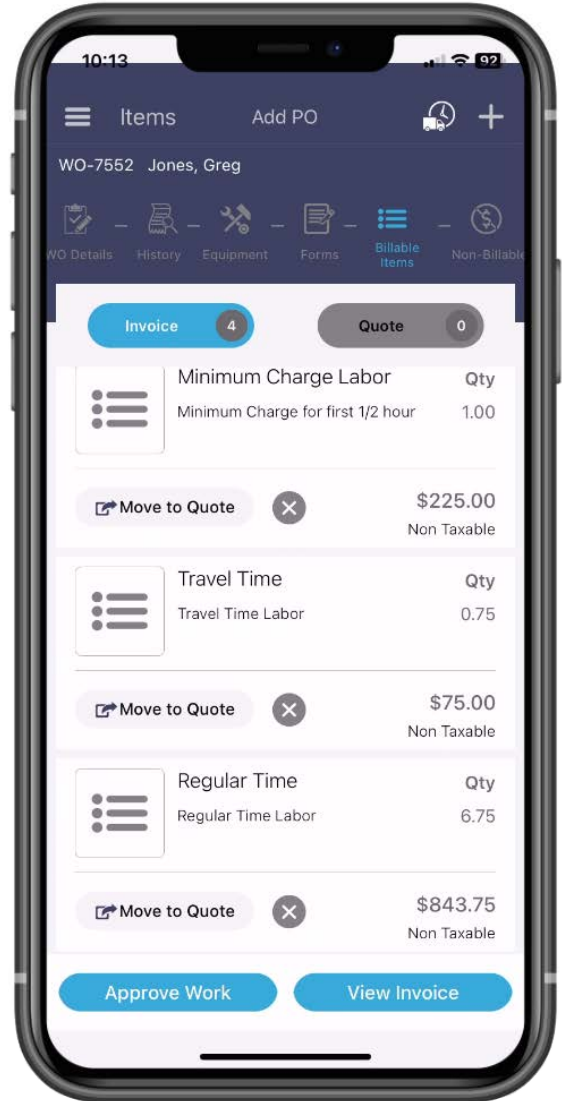 10:13 92
Items Add PO
WO-7552 Jones, Greg
WO Details History Equipment Forms Billable Items Non-Billable
Invoice 4 Quote 0
Minimum Charge Labor Qty
Minimum Charge for first 1/2 hour 1.00
Move to Quote $225.00
Non Taxable
Travel Time Qty
Travel Time Labor 0.75
Move to Quote $75.00
Non Taxable
Regular Time Qty
Regular Time Labor 6.75
Move to Quote $843.75
Non Taxable
Approve Work View Invoice